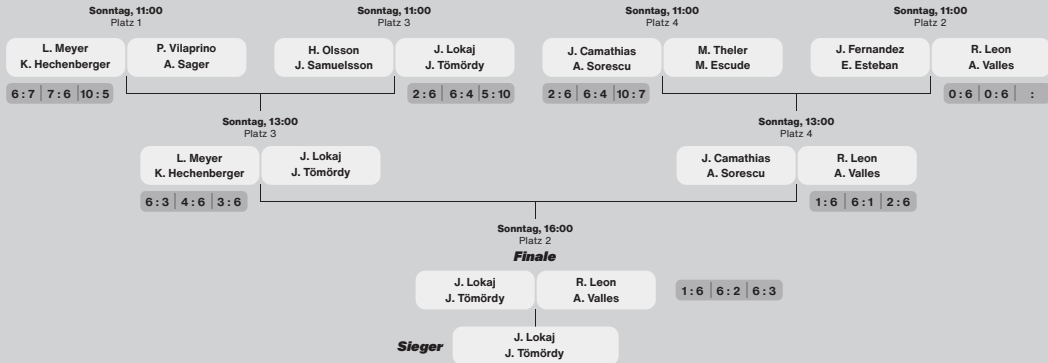 Sonntag, 11:00
Platz 1
L. Meyer
K. Hechenberger
P. Vilaprino
A. Sager
6:7 7:6 10:5
Sonntag, 11:00
Platz 3
H. Olsson
J. Samuelsson
J. Lokaj
J. Tömördy
2:6 6:4 5:10
Sonntag, 11:00
Platz 4
J. Camathias
A. Sorescu
M. Theler
M. Escude
2:6 6:4 10:7
Sonntag, 11:00
Platz 2
J. Fernandez
E. Esteban
R. Leon
A. Valles
0:6 0:6 :
Sonntag, 13:00
Platz 3
L. Meyer
K. Hechenberger
J. Lokaj
J. Tömördy
6:3 4:6 3:6
Sonntag, 13:00
Platz 4
J. Camathias
A. Sorescu
R. Leon
A. Valles
1:6 6:1 2:6
Sonntag, 16:00
Platz 2
Finale
J. Lokaj
J. Tömördy
R. Leon
A. Valles
1:6 6:2 6:3
Sieger
J. Lokaj
J. Tömördy